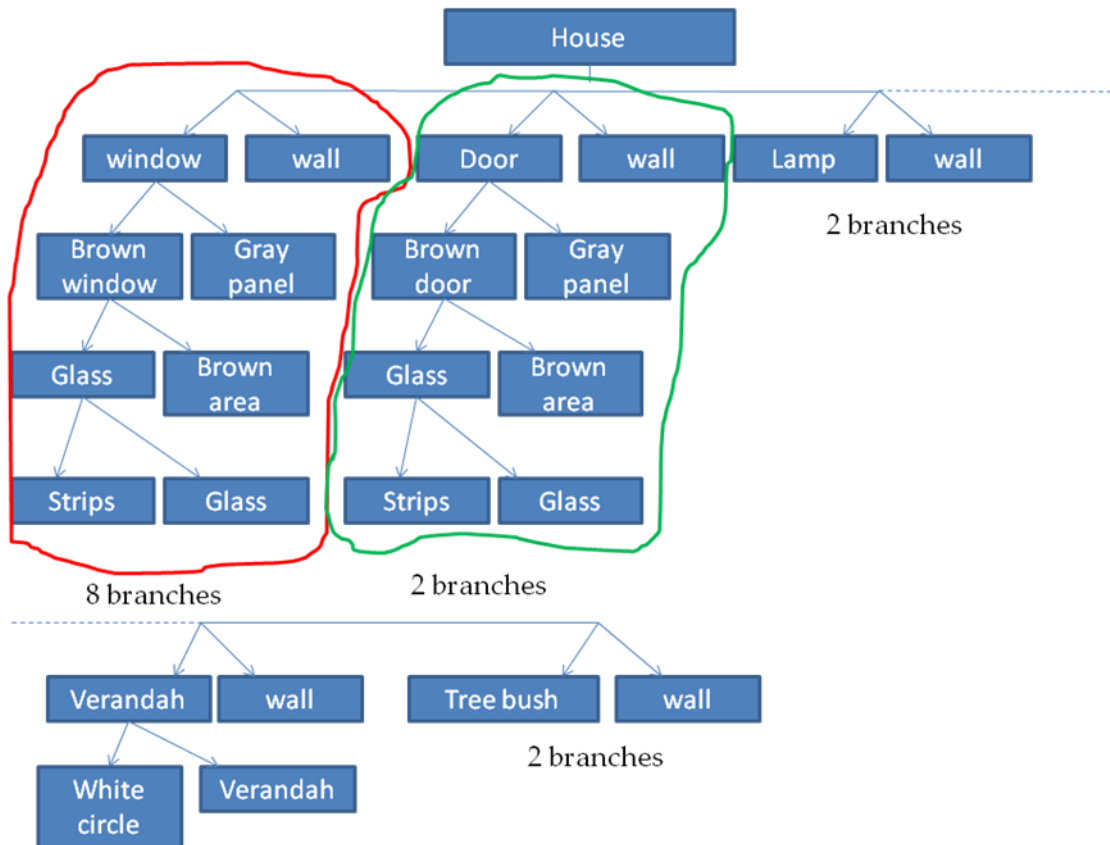 House
window
wall
Door
wall
Lamp
wall
2 branches
Brown
window
Gray
panel
Brown
door
Gray
panel
Glass
Brown
area
Glass
Brown
area
Strips
Glass
Strips
Glass
8 branches
2 branches
Verandah
wall
Tree bush
wall
2 branches
White
circle
Verandah